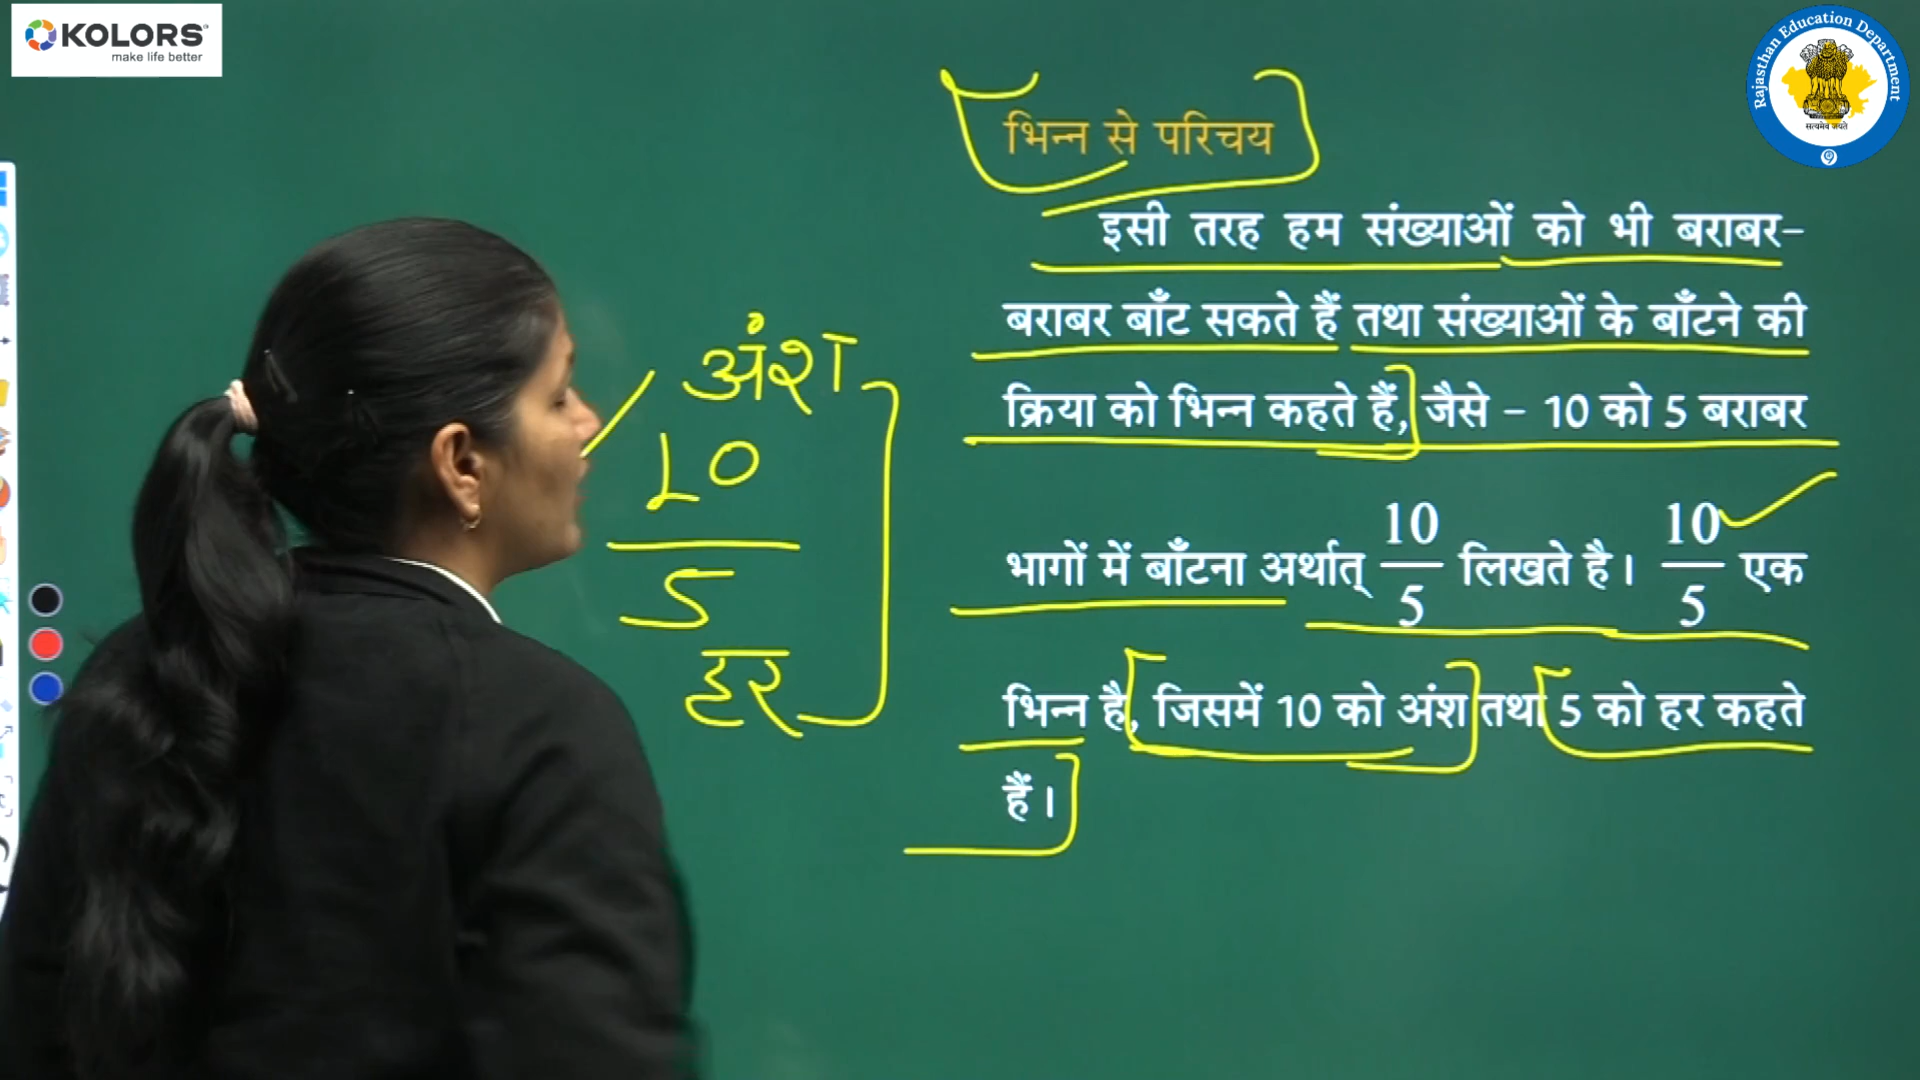 KOLORS
make life better
Rajasthan Education Department
सत्यमेव जयते
भिन्न से परिचय
इसी तरह हम संख्याओं को भी बराबर–
बराबर बाँट सकते हैं तथा संख्याओं के बाँटने की
क्रिया को भिन्न कहते हैं, जैसे – 10 को 5 बराबर
भागों में बाँटना अर्थात् 10/5 लिखते है। 10/5 एक
भिन्न है, जिसमें 10 को अंश तथा 5 को हर कहते
हैं।
अंश
10
5
हर